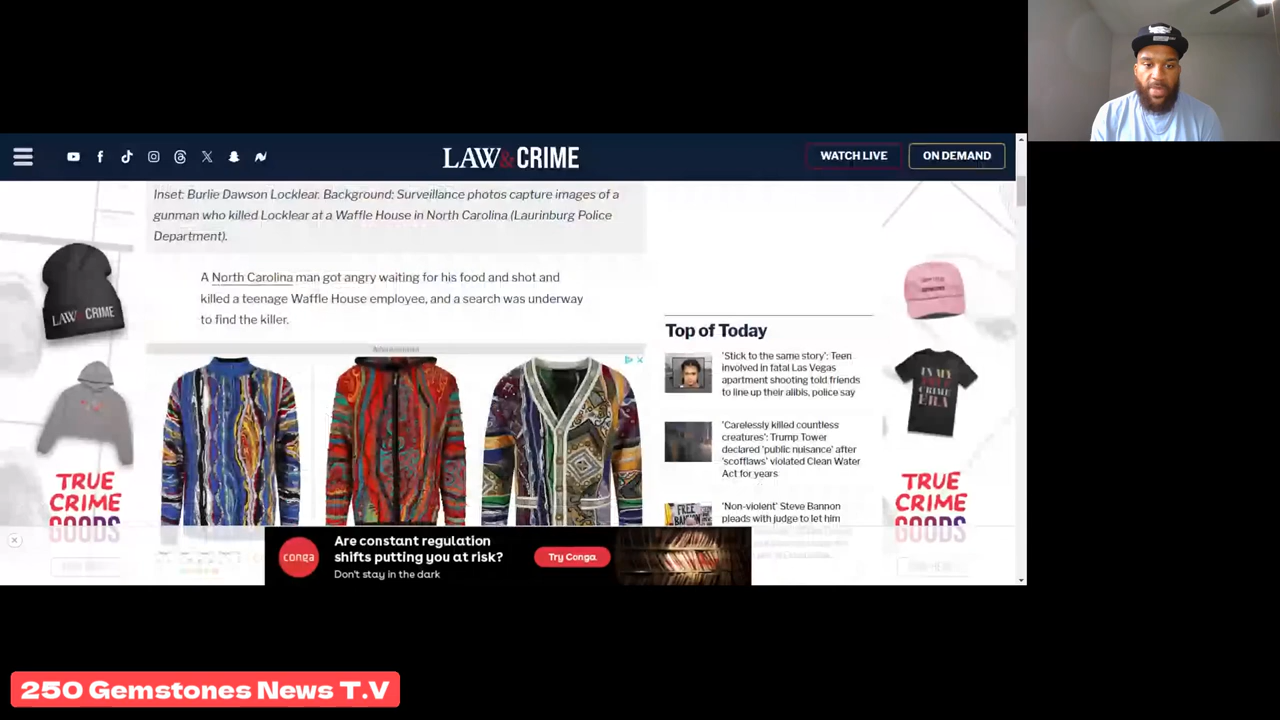 LAW&CRIME
WATCH LIVE
ON DEMAND
Inset: Burlie Dawson Locklear. Background: Surveillance photos capture images of a
gunman who killed Locklear at a Waffle House in North Carolina (Laurinburg Police
Department).
A North Carolina man got angry waiting for his food and shot and
killed a teenage Waffle House employee, and a search was underway
to find the killer.
Advertisement
Top of Today
'Stick to the same story': Teen
involved in fatal Las Vegas
apartment shooting told friends
to line up their alibis, police say
'Carelessly killed countless
creatures': Trump Tower
declared 'public nuisance' after
'scofflaws' violated Clean Water
Act for years
FREE
'Non-violent' Steve Bannon
pleads with judge to let him
LAW&CRIME
TRUE
CRIME
GOODS
IN MY
TRUE
CRIME
ERA
TRUE
CRIME
GOODS
conga
Are constant regulation
shifts putting you at risk?
Don't stay in the dark
Try Conga
250 Gemstones News T.V